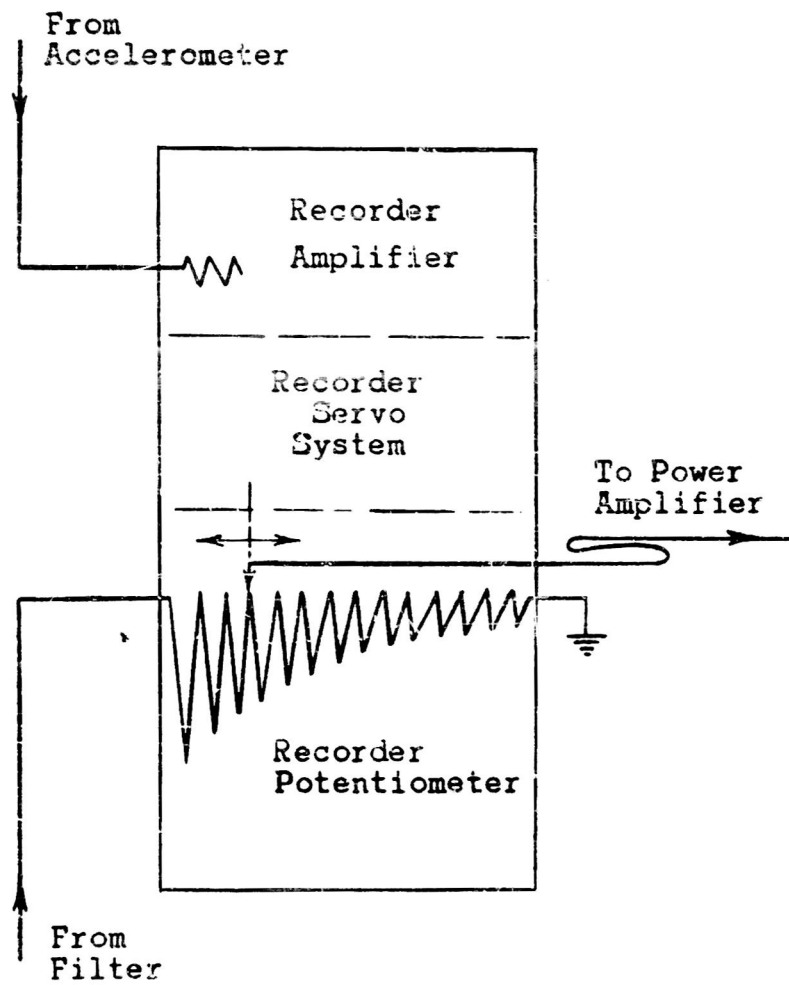 From
Accelerometer
Recorder
Amplifier
Recorder
Servo
System
To Power
Amplifier
Recorder
Potentiometer
From
Filter